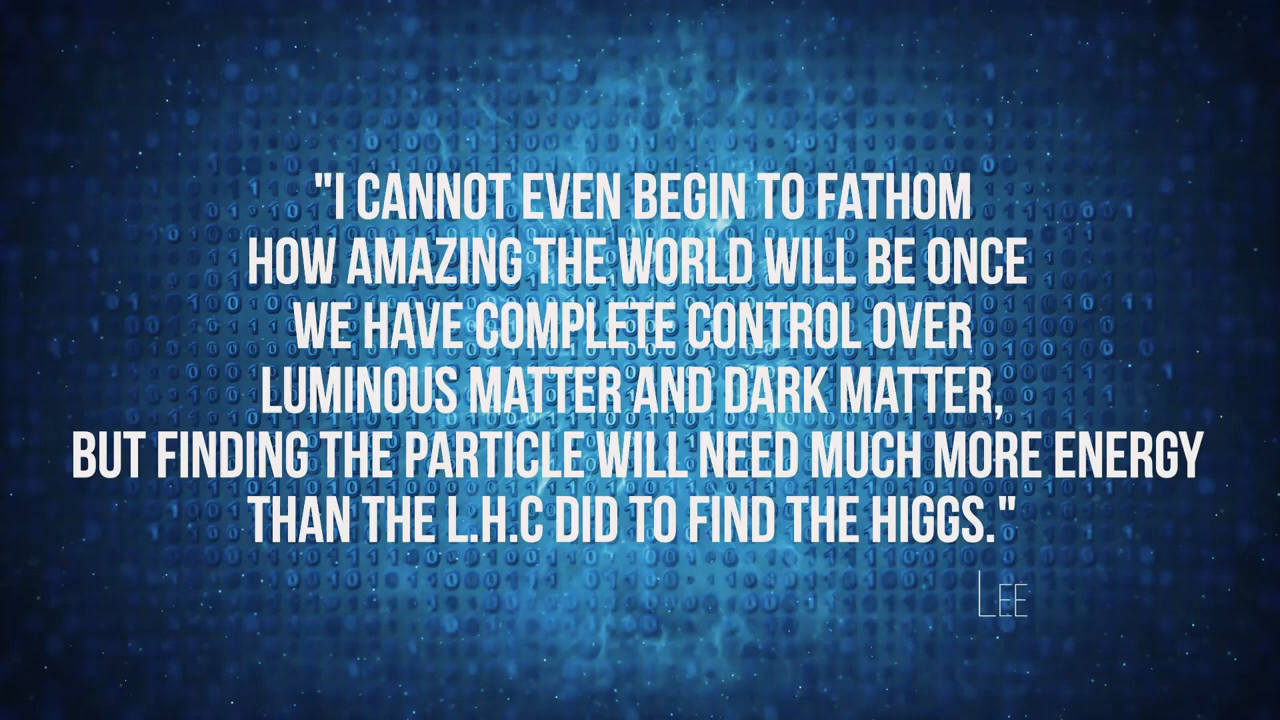 "I CANNOT EVEN BEGIN TO FATHOM
HOW AMAZING THE WORLD WILL BE ONCE
WE HAVE COMPLETE CONTROL OVER
LUMINOUS MATTER AND DARK MATTER,
BUT FINDING THE PARTICLE WILL NEED MUCH MORE ENERGY
THAN THE L.H.C DID TO FIND THE HIGGS."
LEE